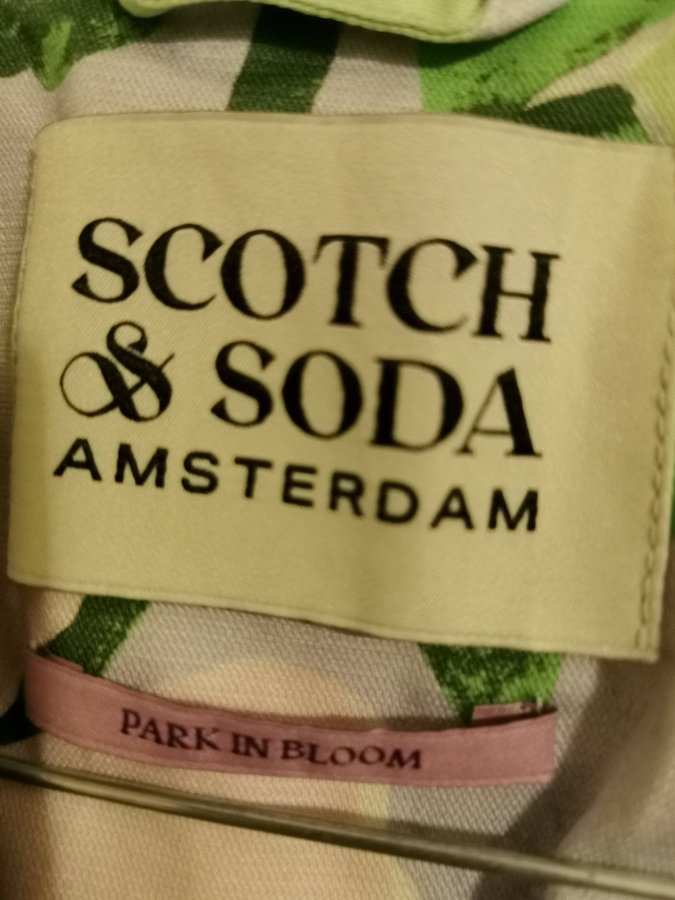 SCOTCH
& SODA
AMSTERDAM
PARK IN BLOOM